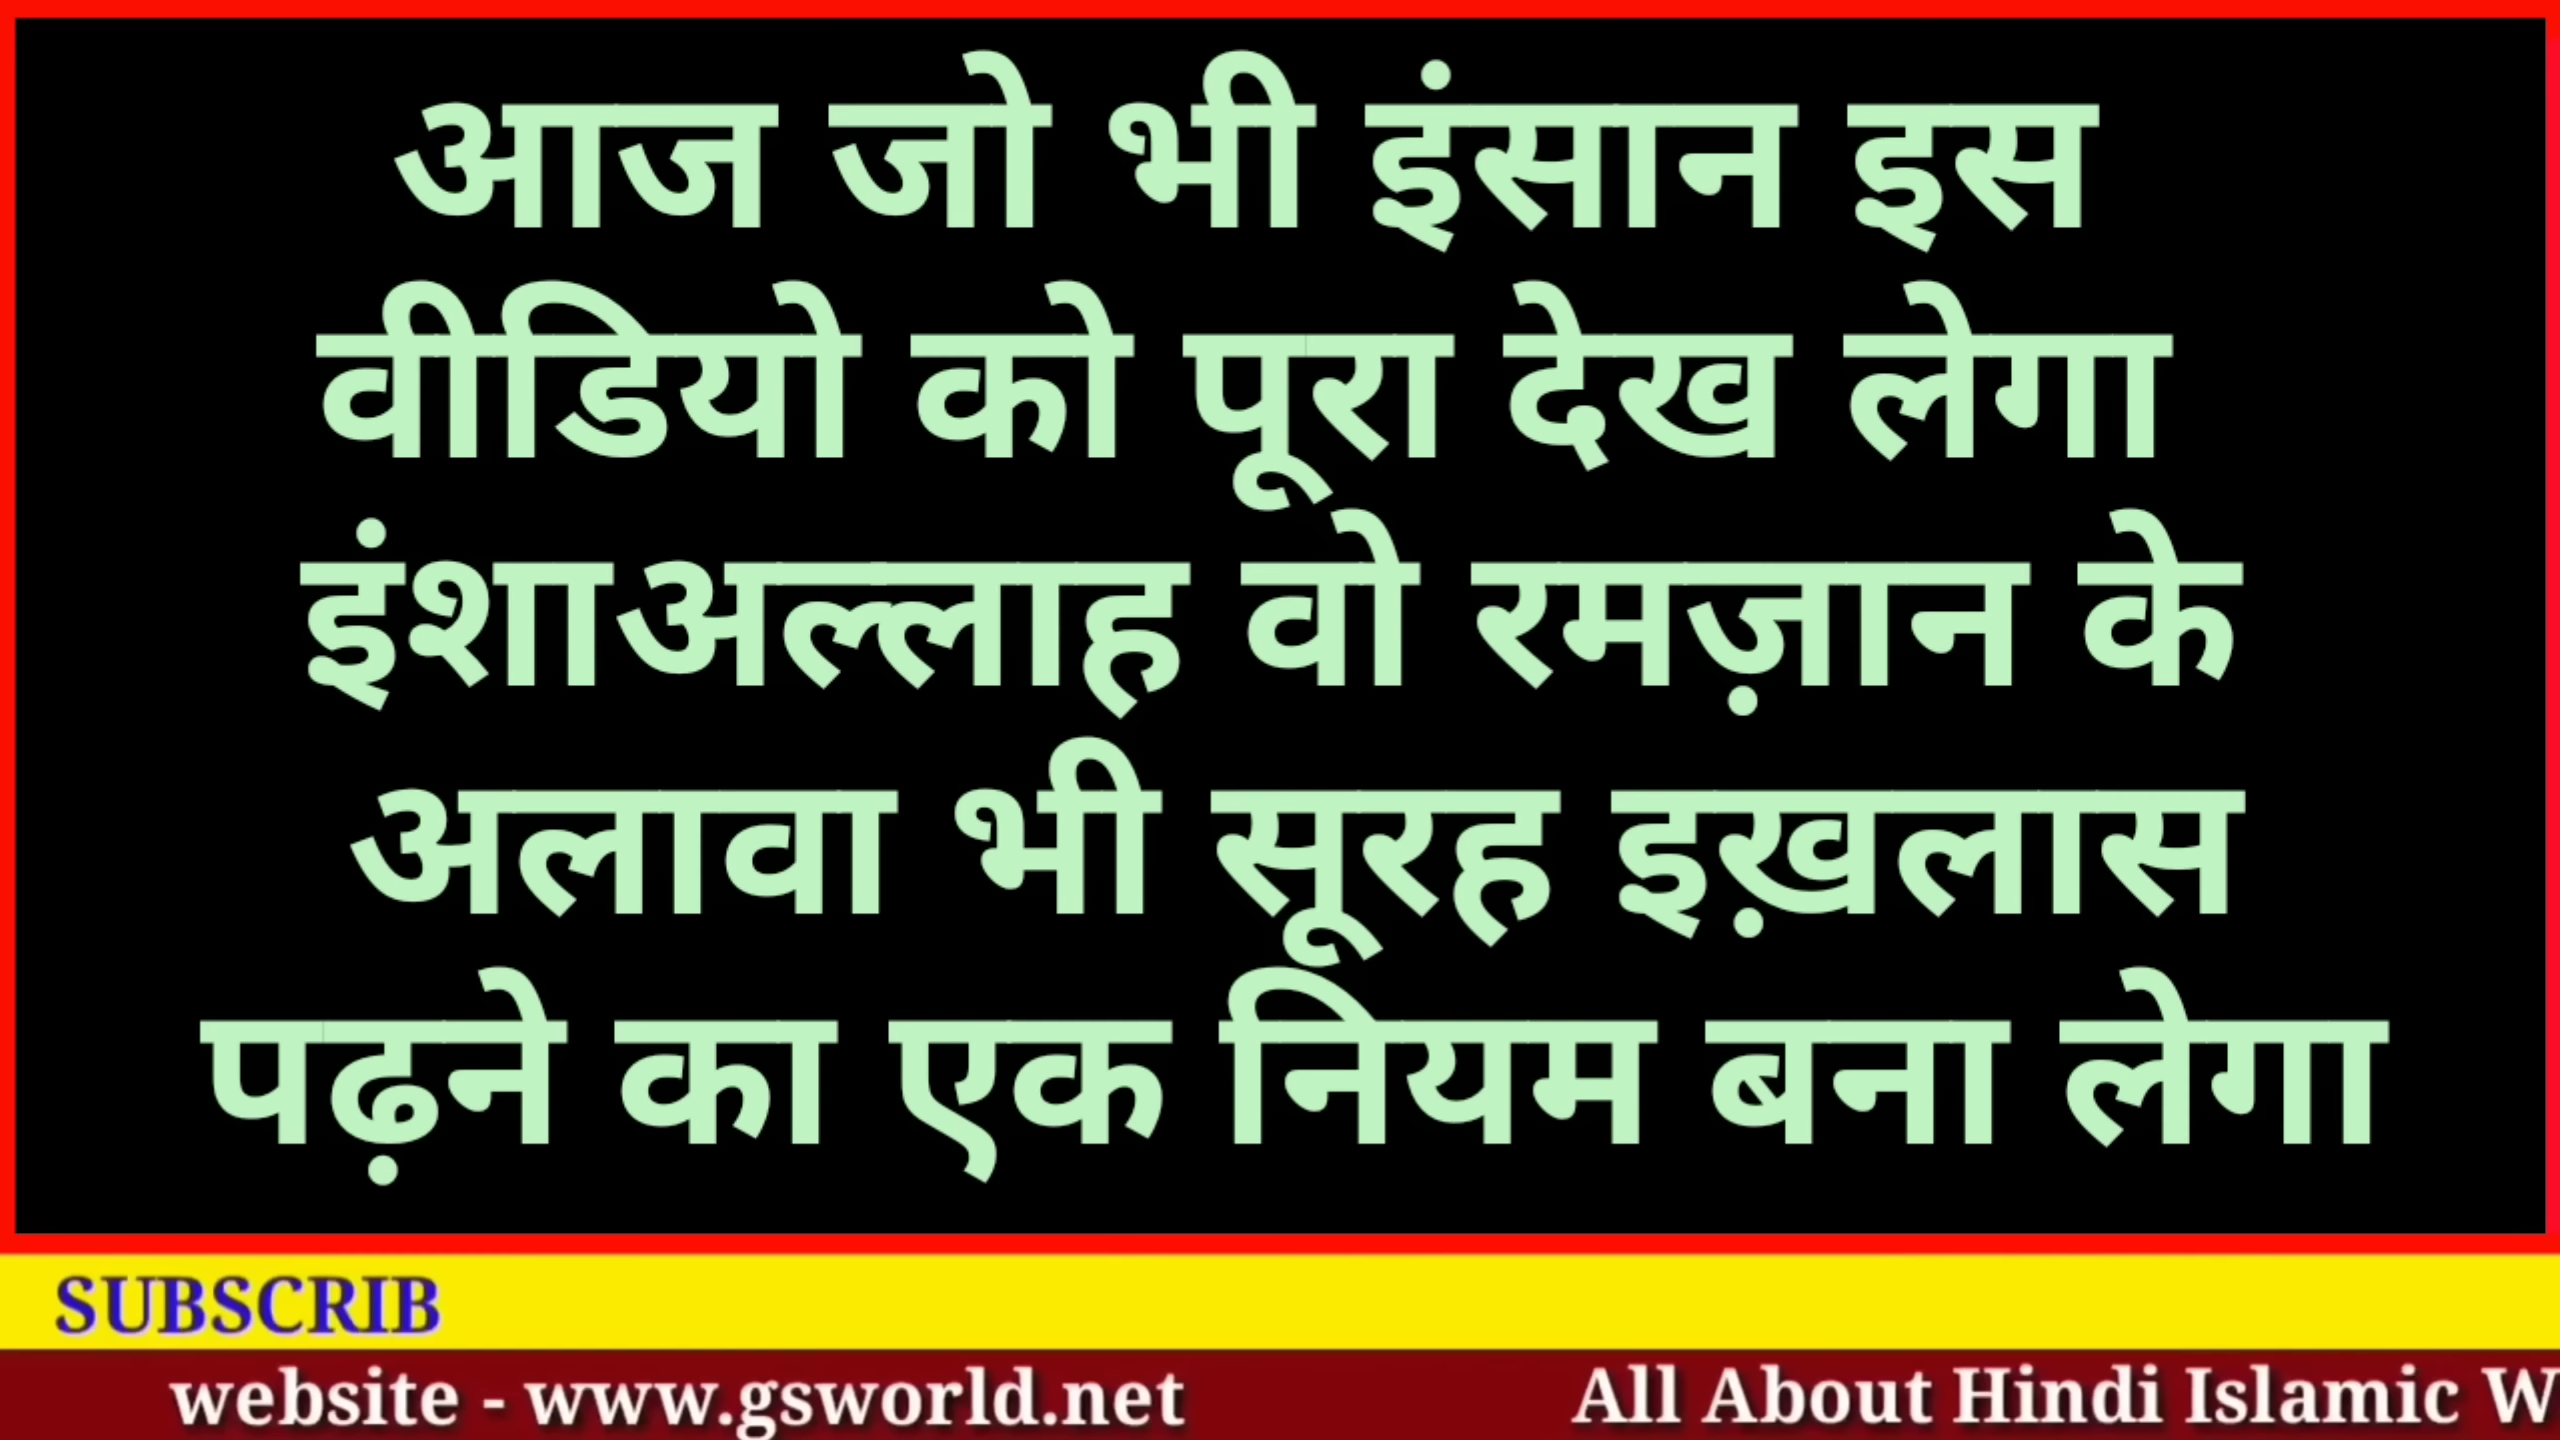 आज जो भी इंसान इस
वीडियो को पूरा देख लेगा
इंशाअल्लाह वो रमज़ान के
अलावा भी सूरह इख़लास
पढ़ने का एक नियम बना लेगा
SUBSCRIB
website - www.gsworld.net All About Hindi Islamic W